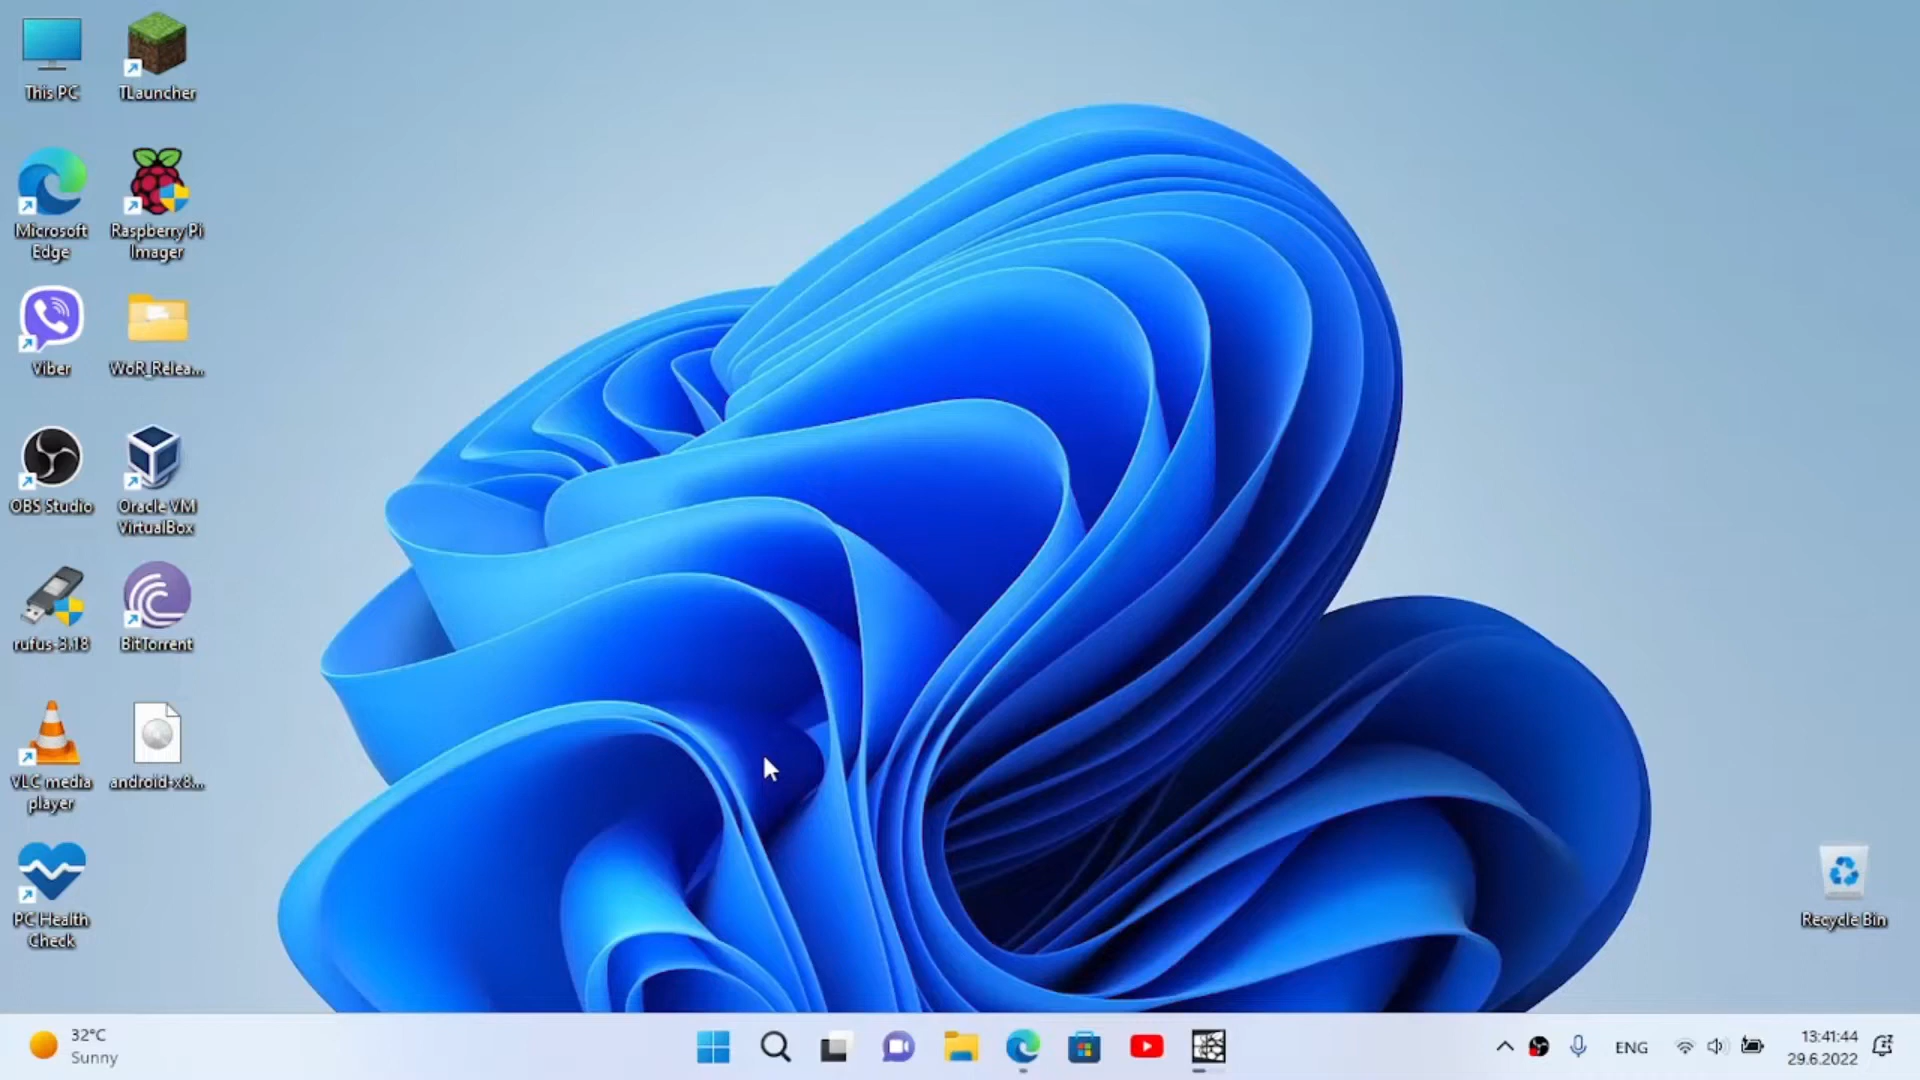 This PC
TLauncher
Microsoft
Edge
Raspberry Pi
Imager
Viber
WoR_Relea...
OBS Studio
Oracle VM
VirtualBox
rufus-3.18
BitTorrent
VLC media
player
android-x8...
PC Health
Check
Recycle Bin
32°C
Sunny
ENG
13:41:44
29.6.2022